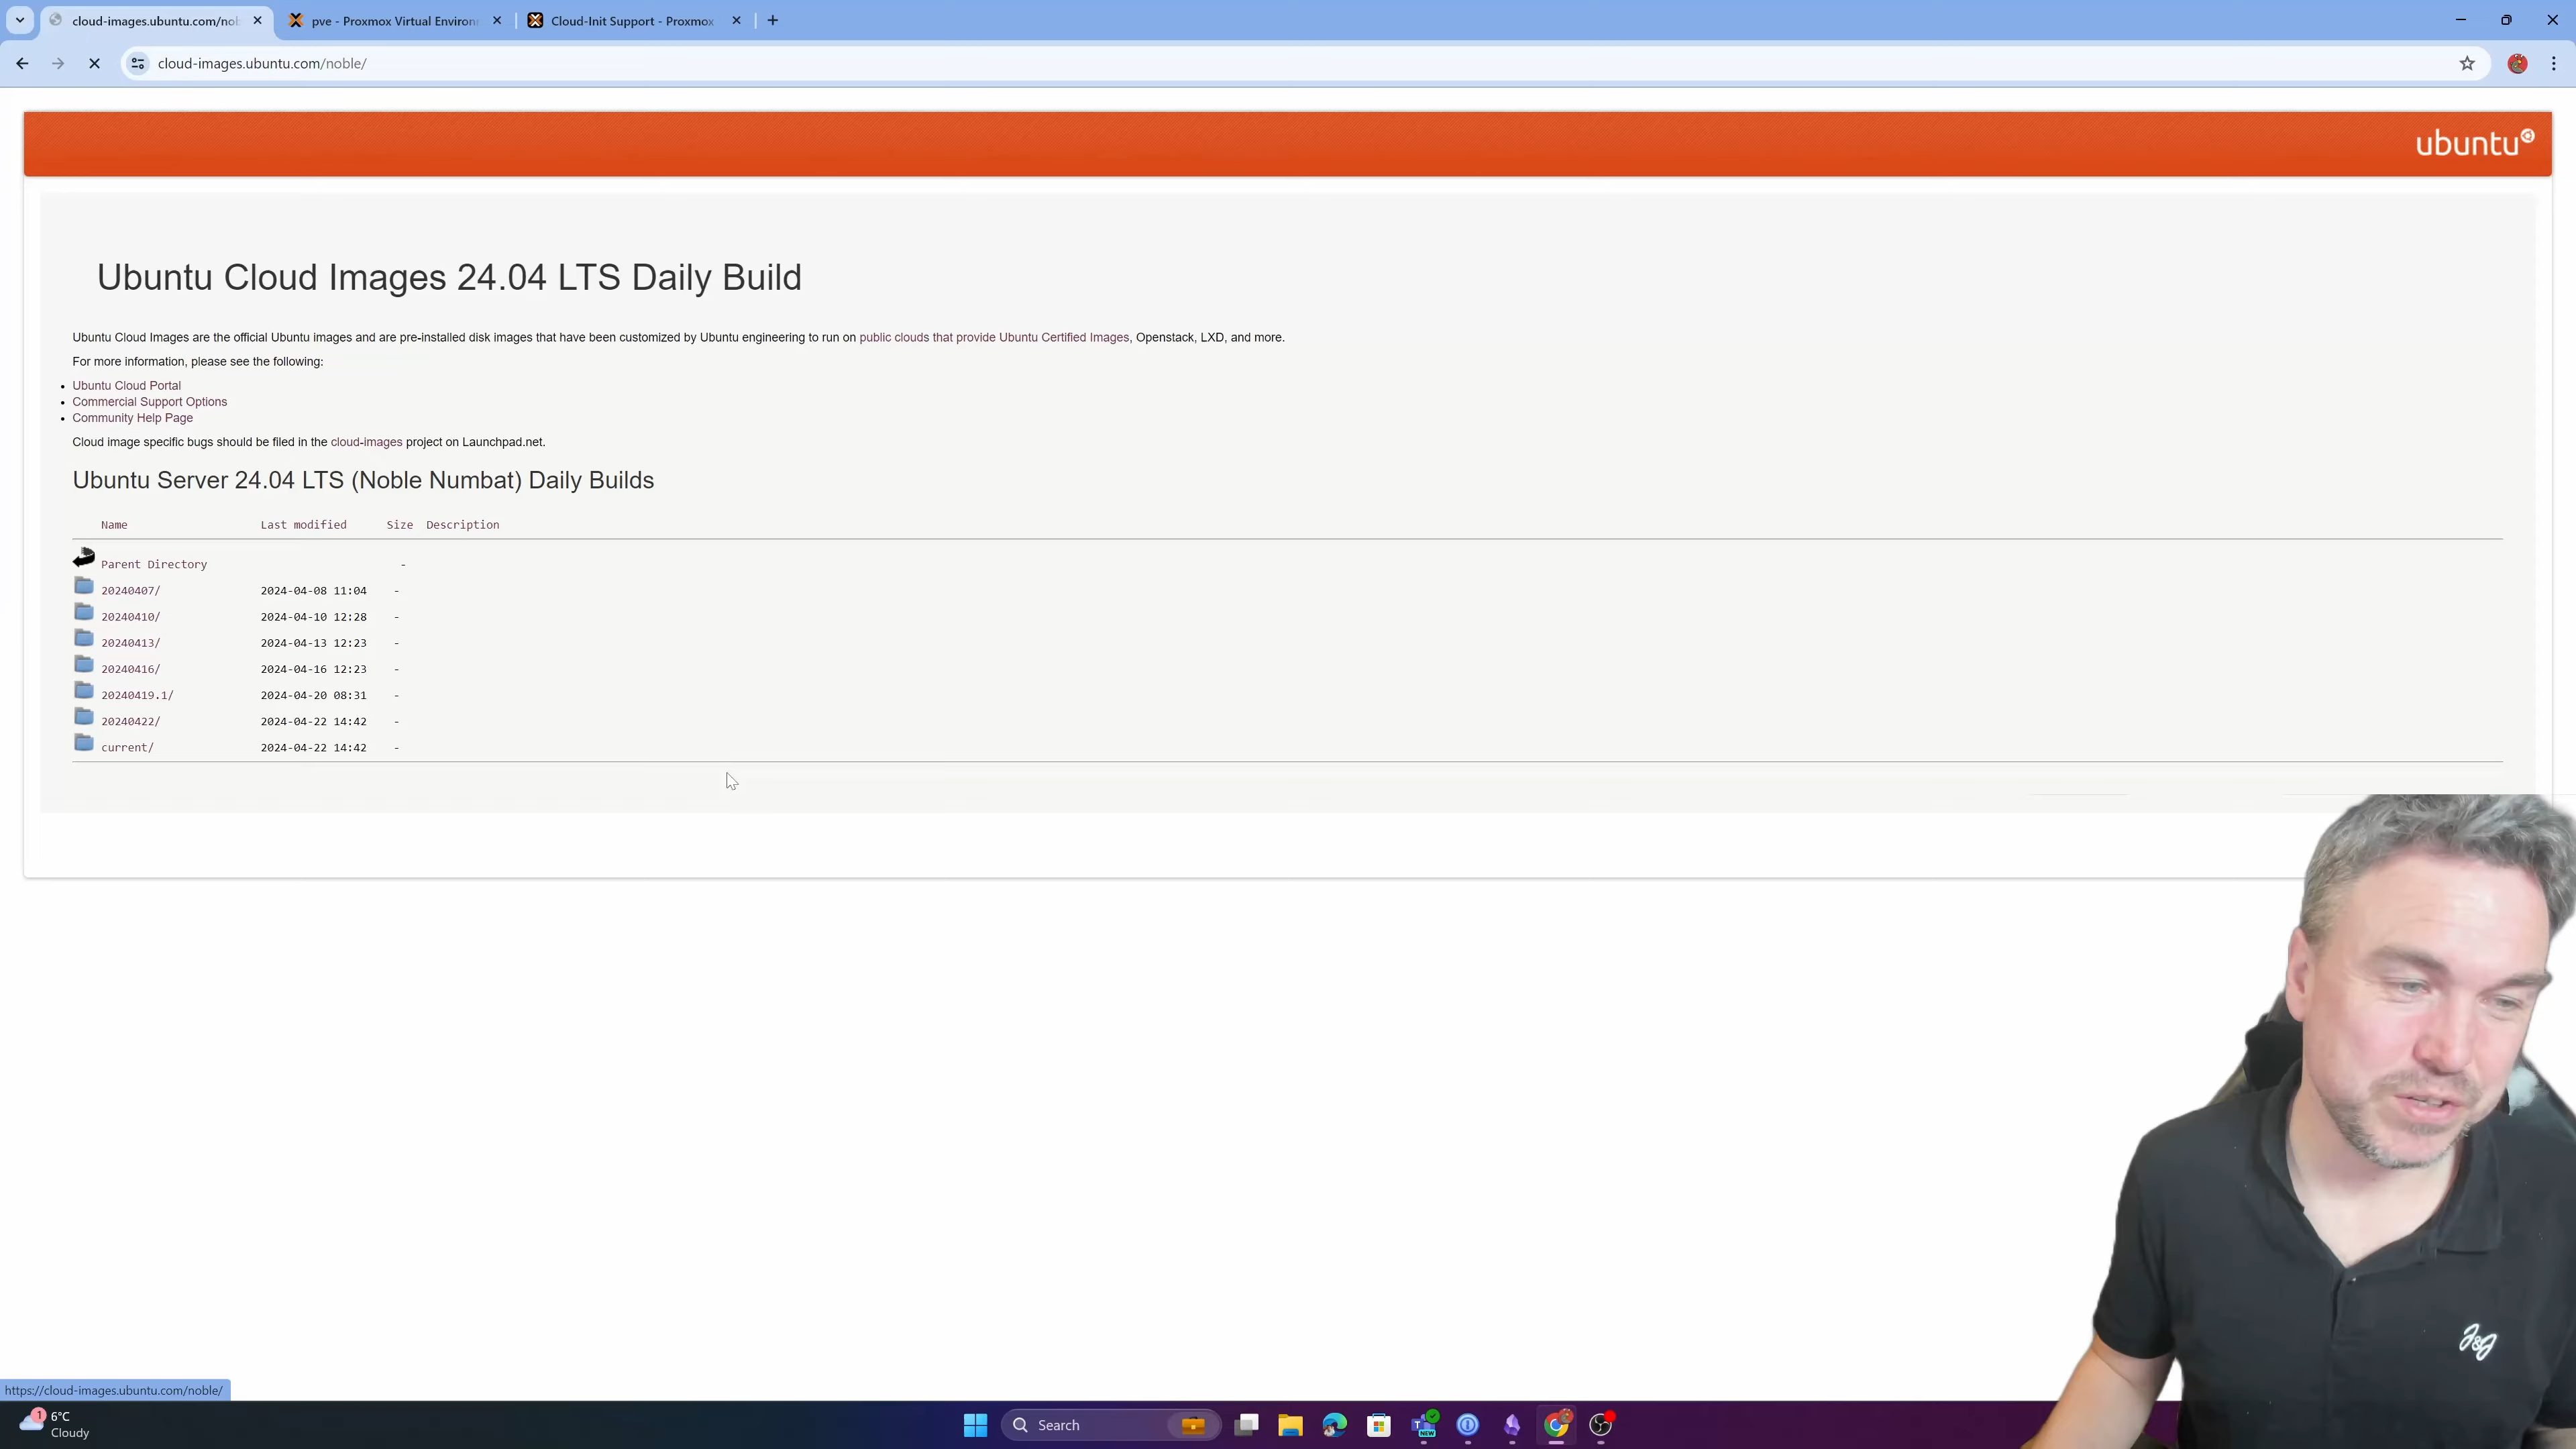 cloud-images.ubuntu.com/nob
pve - Proxmox Virtual Environ
Cloud-Init Support - Proxmox
cloud-images.ubuntu.com/noble/
ubuntu
Ubuntu Cloud Images 24.04 LTS Daily Build
Ubuntu Cloud Images are the official Ubuntu images and are pre-installed disk images that have been customized by Ubuntu engineering to run on public clouds that provide Ubuntu Certified Images, Openstack, LXD, and more.
For more information, please see the following:
Ubuntu Cloud Portal
Commercial Support Options
Community Help Page
Cloud image specific bugs should be filed in the cloud-images project on Launchpad.net.
Ubuntu Server 24.04 LTS (Noble Numbat) Daily Builds
Name Last modified Size Description
Parent Directory -
20240407/ 2024-04-08 11:04 -
20240410/ 2024-04-10 12:28 -
20240413/ 2024-04-13 12:23 -
20240416/ 2024-04-16 12:23 -
20240419.1/ 2024-04-20 08:31 -
20240422/ 2024-04-22 14:42 -
current/ 2024-04-22 14:42 -
J&J
https://cloud-images.ubuntu.com/noble/
1
6°C
Cloudy
Search
NEW